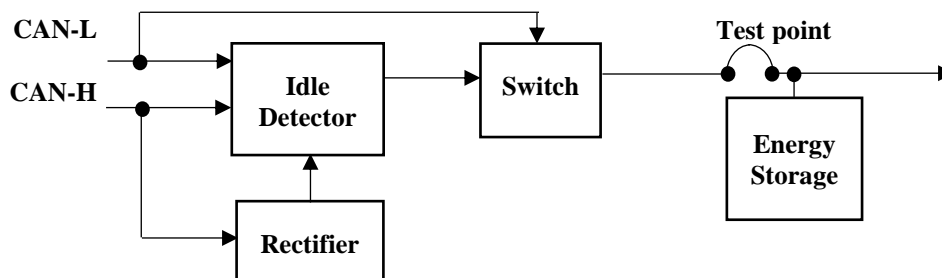 CAN-L
CAN-H
Idle
Detector
Rectifier
Switch
Test point
Energy
Storage